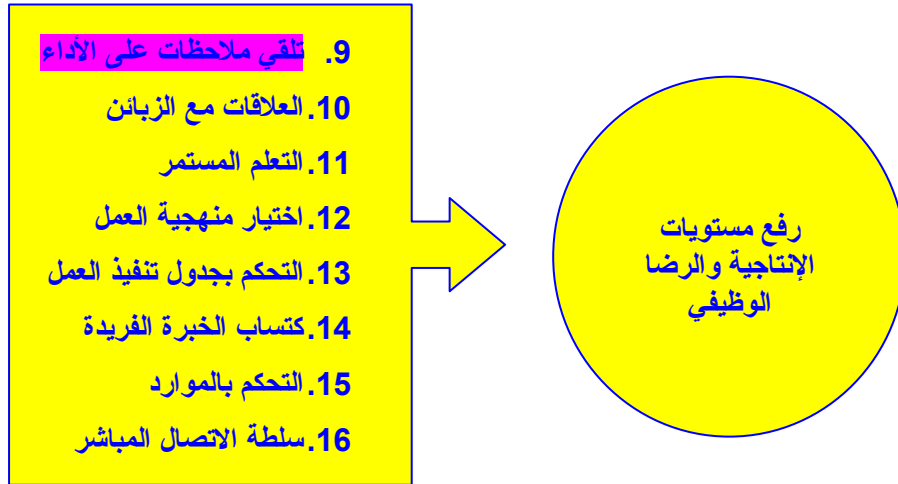 9. تلقي ملاحظات على الأداء
10. العلاقات مع الزبائن
11. التعلم المستمر
12. اختيار منهجية العمل
13. التحكم بجدول تنفيذ العمل
14. كتساب الخبرة الفريدة
15. التحكم بالموارد
16. سلطة الاتصال المباشر
رفع مستويات
الإنتاجية والرضا
الوظيفي